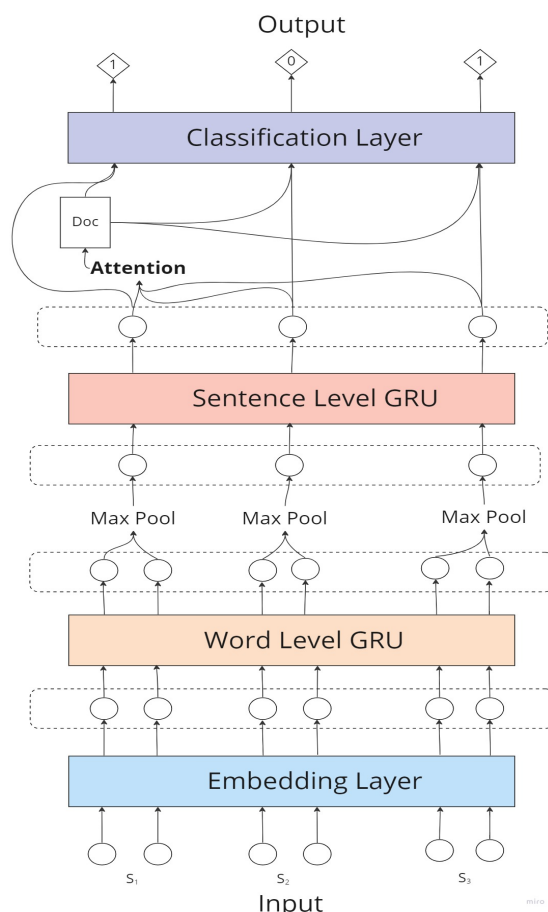 Output
1 0 1
Classification Layer
Doc
Attention
Sentence Level GRU
Max Pool Max Pool Max Pool
Word Level GRU
Embedding Layer
S₁ S₂ S₃
Input
miro